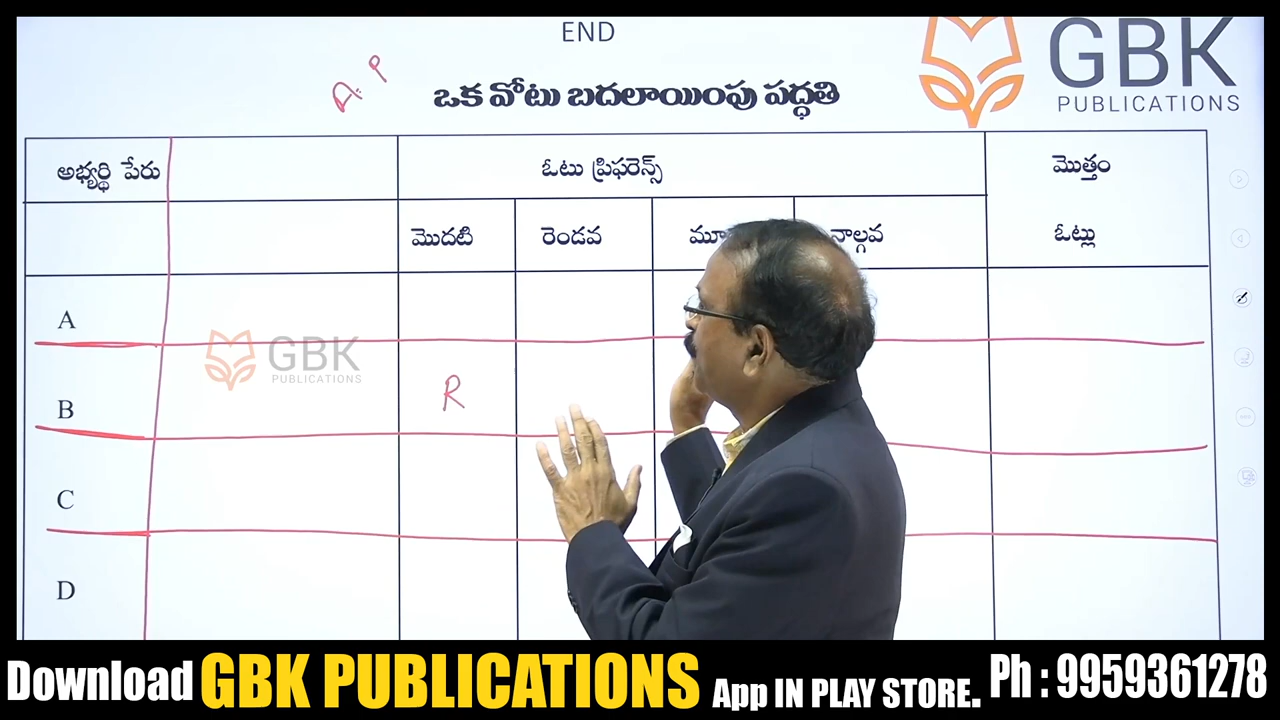 END
A.P
ఒక వోటు బదలాయింపు పద్ధతి
GBK
PUBLICATIONS
అభ్యర్థి పేరు ఓటు ప్రిఫరెన్స్ మొత్తం
మొదటి రెండవ నాల్గవ ఓట్లు
A
GBK
PUBLICATIONS
B R
C
D
Download GBK PUBLICATIONS App IN PLAY STORE. Ph : 9959361278